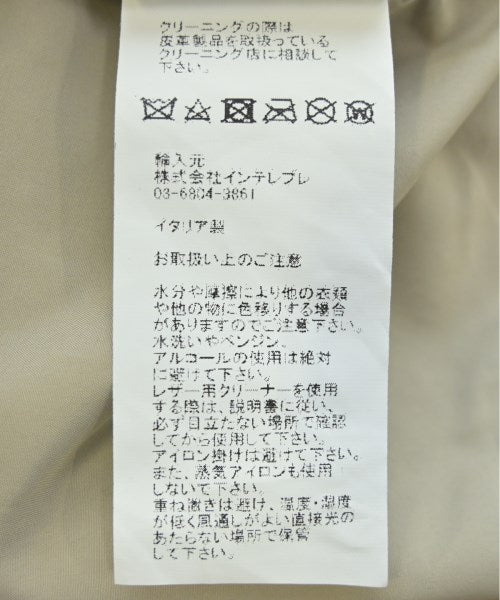 クリーニングの際は
皮革製品を取扱っている
クリーニング店に相談して
下さい。
輸入元
株式会社インテレプレ
03-6804-3861
イタリア製
お取扱い上のご注意
水分や摩擦により他の衣類
や他の物に色移りする場合
がありますのでご注意下さい。
水洗いやベンジン。
アルコールの使用は絶対
に避けて下さい。
レザー用クリーナーを使用
する際は、説明書に従い、
必ず目立たない場所で確認
してから使用して下さい。
アイロン掛けは避けて下さい。
また、蒸気アイロンも使用
しないで下さい。
重ね置きは避け、温度・湿度
が低く風通しがよい直接光の
あたらない場所で保管
して下さい。